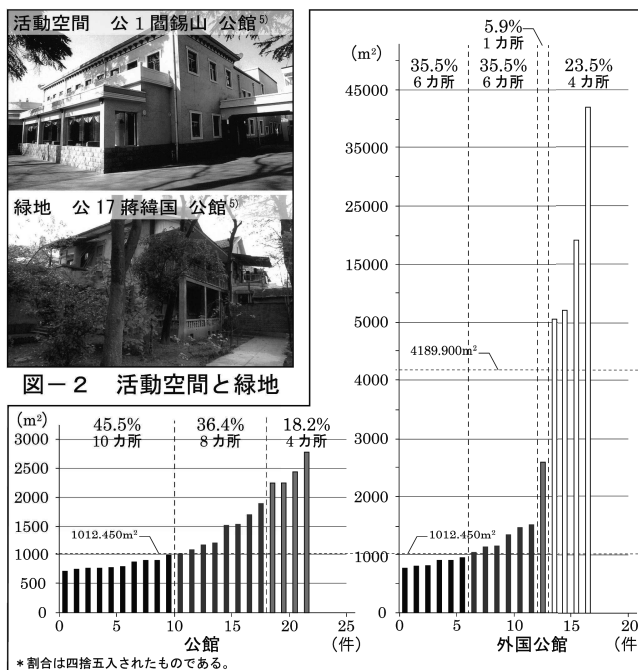 活動空間　公１閻錫山 公館5)
緑地　公17 蔣緯国 公館5)
図－２　活動空間と緑地
(m²)
45.5%
10 カ所
36.4%
8 カ所
18.2%
4 カ所
3000
2500
2000
1500
1000
500
0
1012.450m²
0 5 10 15 20 25
公館
(件)
＊割合は四捨五入されたものである。
(m²)
35.5%
6 カ所
35.5%
6 カ所
5.9%
1 カ所
23.5%
4 カ所
45000
35000
25000
15000
5000
4000
3000
2000
1000
0
4189.900m²
1012.450m²
0 5 10 15 20
外国公館
(件)